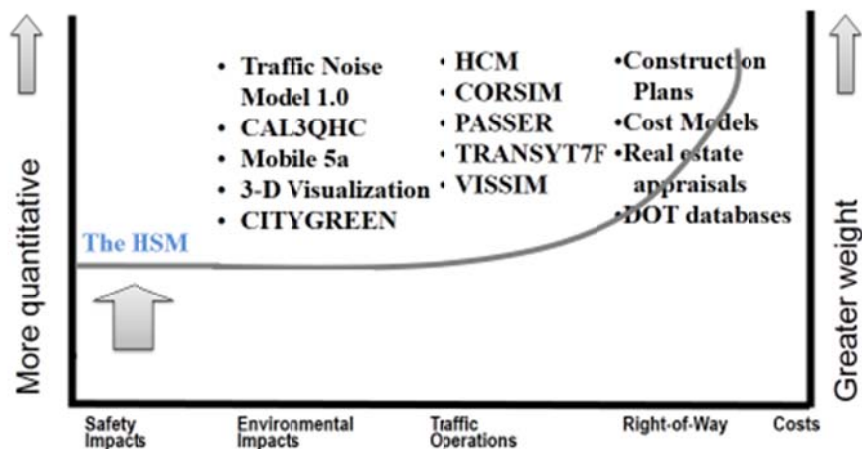 More quantitative
The HSM
• Traffic Noise
Model 1.0
• CAL3QHC
• Mobile 5a
• 3-D Visualization
• CITYGREEN
• HCM
• CORSIM
• PASSER
• TRANSYT7F
• VISSIM
•Construction
Plans
•Cost Models
•Real estate
appraisals
•DOT databases
Greater weight
Safety
Impacts
Environmental
Impacts
Traffic
Operations
Right-of-Way
Costs